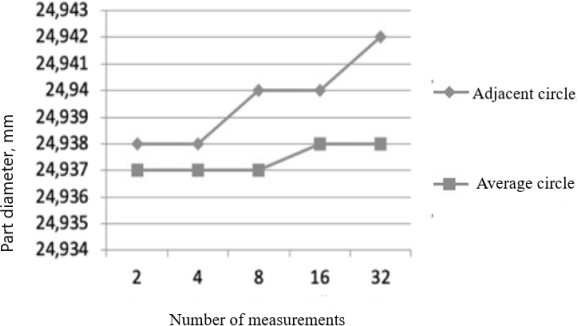 24,943
24,942
24,941
24,94
24,939
24,938
24,937
24,936
24,935
24,934
Part diameter, mm
2 4 8 16 32
Number of measurements
Adjacent circle
Average circle